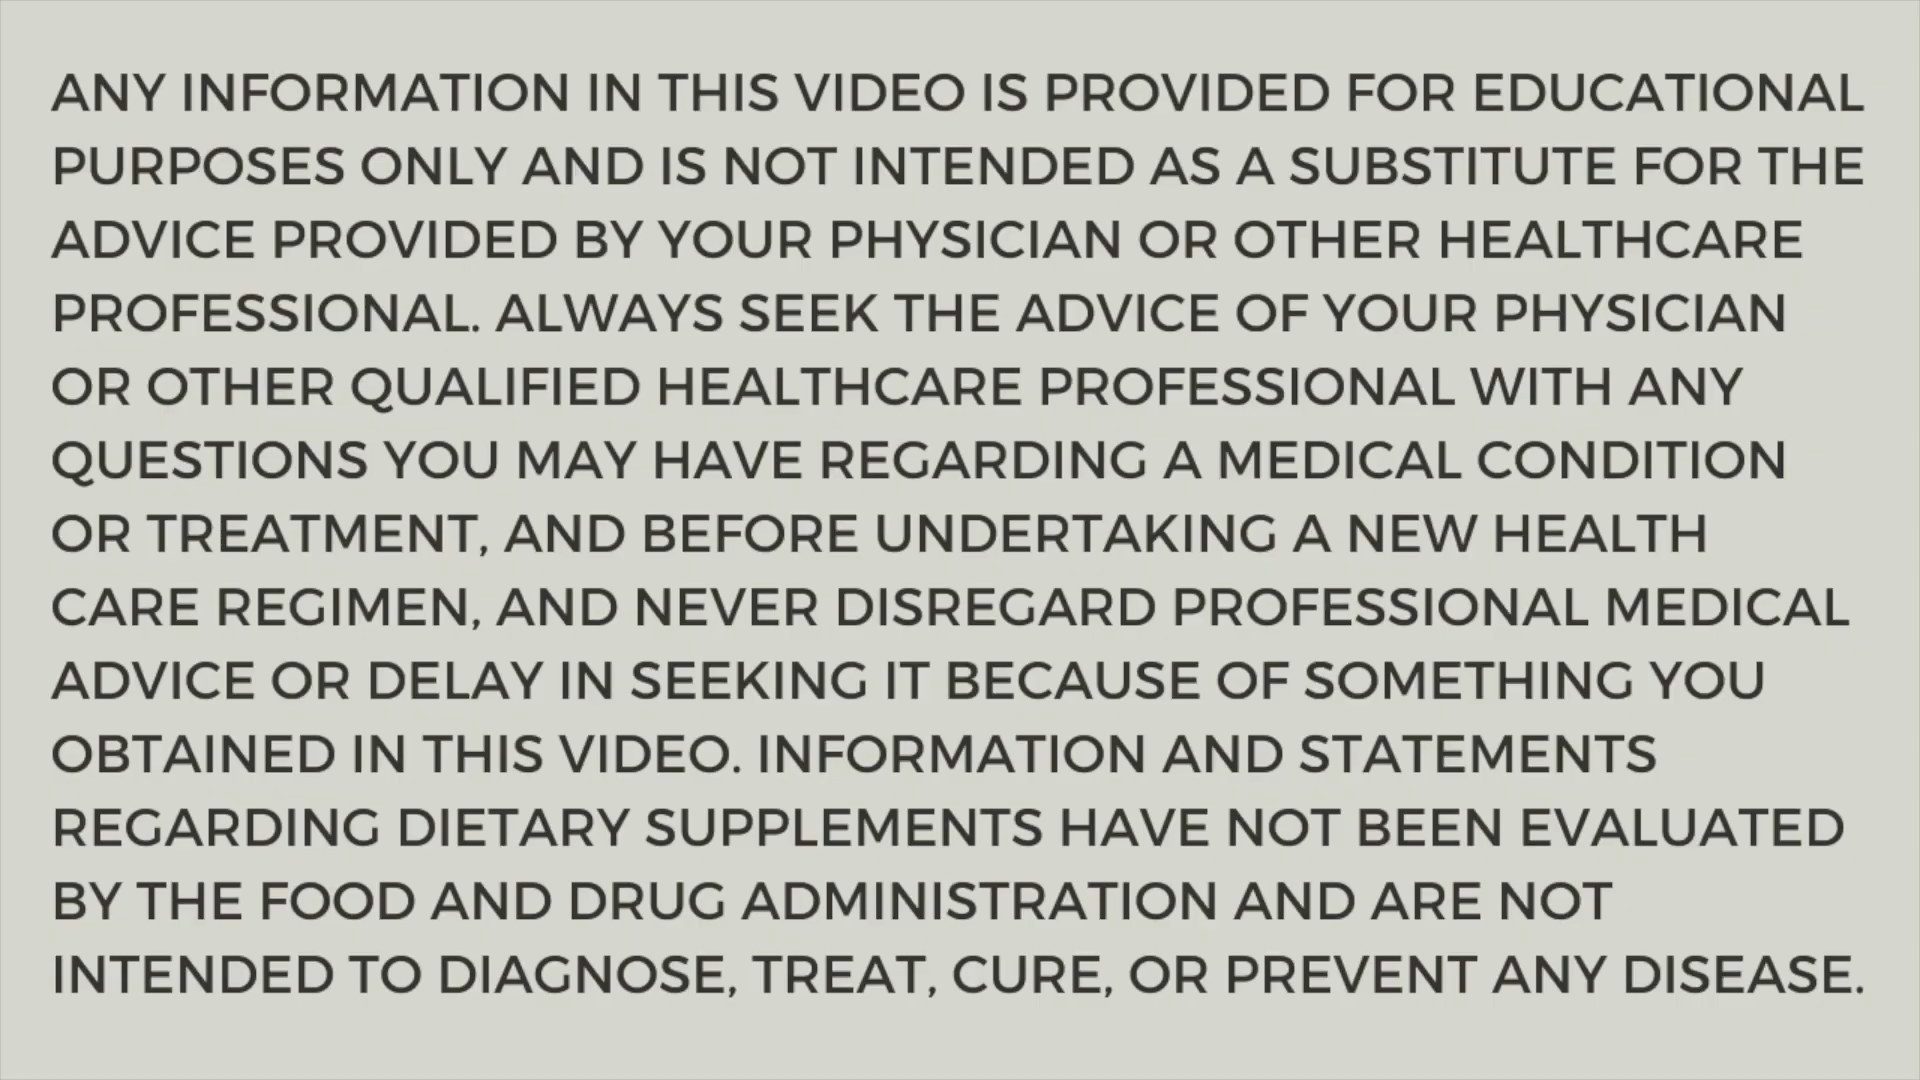 ANY INFORMATION IN THIS VIDEO IS PROVIDED FOR EDUCATIONAL
PURPOSES ONLY AND IS NOT INTENDED AS A SUBSTITUTE FOR THE
ADVICE PROVIDED BY YOUR PHYSICIAN OR OTHER HEALTHCARE
PROFESSIONAL. ALWAYS SEEK THE ADVICE OF YOUR PHYSICIAN
OR OTHER QUALIFIED HEALTHCARE PROFESSIONAL WITH ANY
QUESTIONS YOU MAY HAVE REGARDING A MEDICAL CONDITION
OR TREATMENT, AND BEFORE UNDERTAKING A NEW HEALTH
CARE REGIMEN, AND NEVER DISREGARD PROFESSIONAL MEDICAL
ADVICE OR DELAY IN SEEKING IT BECAUSE OF SOMETHING YOU
OBTAINED IN THIS VIDEO. INFORMATION AND STATEMENTS
REGARDING DIETARY SUPPLEMENTS HAVE NOT BEEN EVALUATED
BY THE FOOD AND DRUG ADMINISTRATION AND ARE NOT
INTENDED TO DIAGNOSE, TREAT, CURE, OR PREVENT ANY DISEASE.